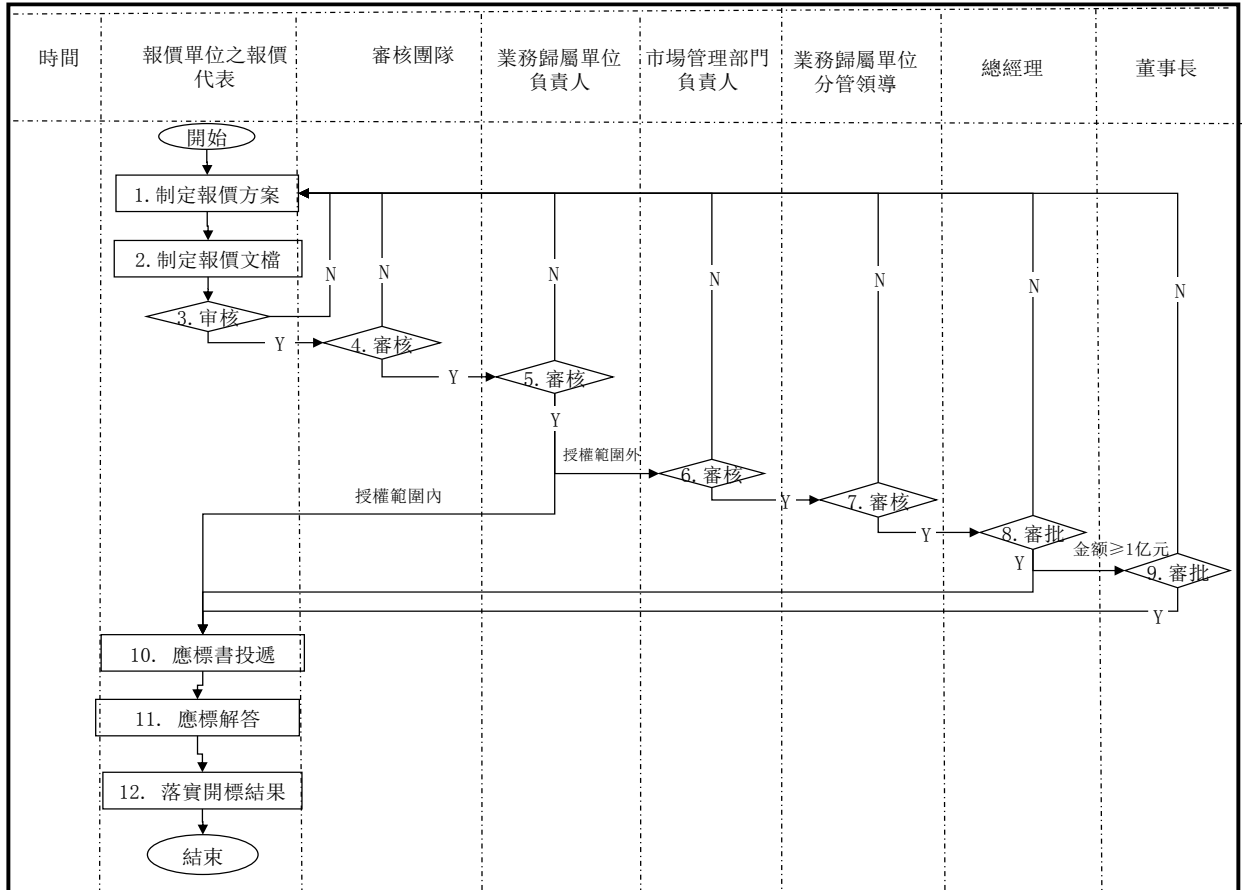 時間
報價單位之報價
代表
審核團隊
業務歸屬單位
負責人
市場管理部門
負責人
業務歸屬單位
分管領導
總經理
董事長
開始
1.制定報價方案
2.制定報價文檔
N
N
N
N
N
N
N
3.审核
Y
4.審核
Y
5.審核
Y
授權範圍外
6.審核
授權範圍內
Y
7.審核
Y
8.審批
金额≥1亿元
Y
9.審批
Y
10. 應標書投遞
11. 應標解答
12. 落實開標結果
結束